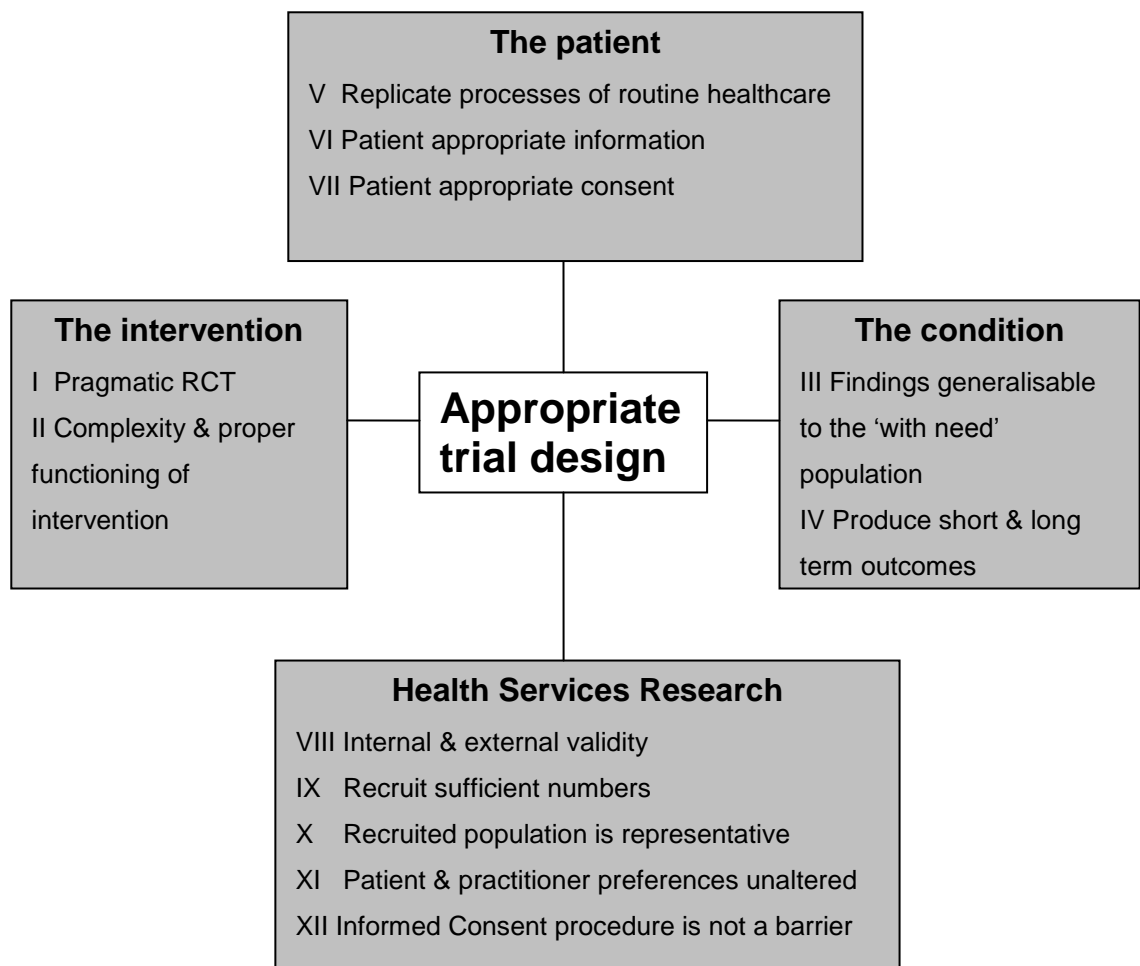 The patient
V Replicate processes of routine healthcare
VI Patient appropriate information
VII Patient appropriate consent
The intervention
I Pragmatic RCT
II Complexity & proper
functioning of
intervention
Appropriate
trial design
The condition
III Findings generalisable
to the ‘with need’
population
IV Produce short & long
term outcomes
Health Services Research
VIII Internal & external validity
IX Recruit sufficient numbers
X Recruited population is representative
XI Patient & practitioner preferences unaltered
XII Informed Consent procedure is not a barrier